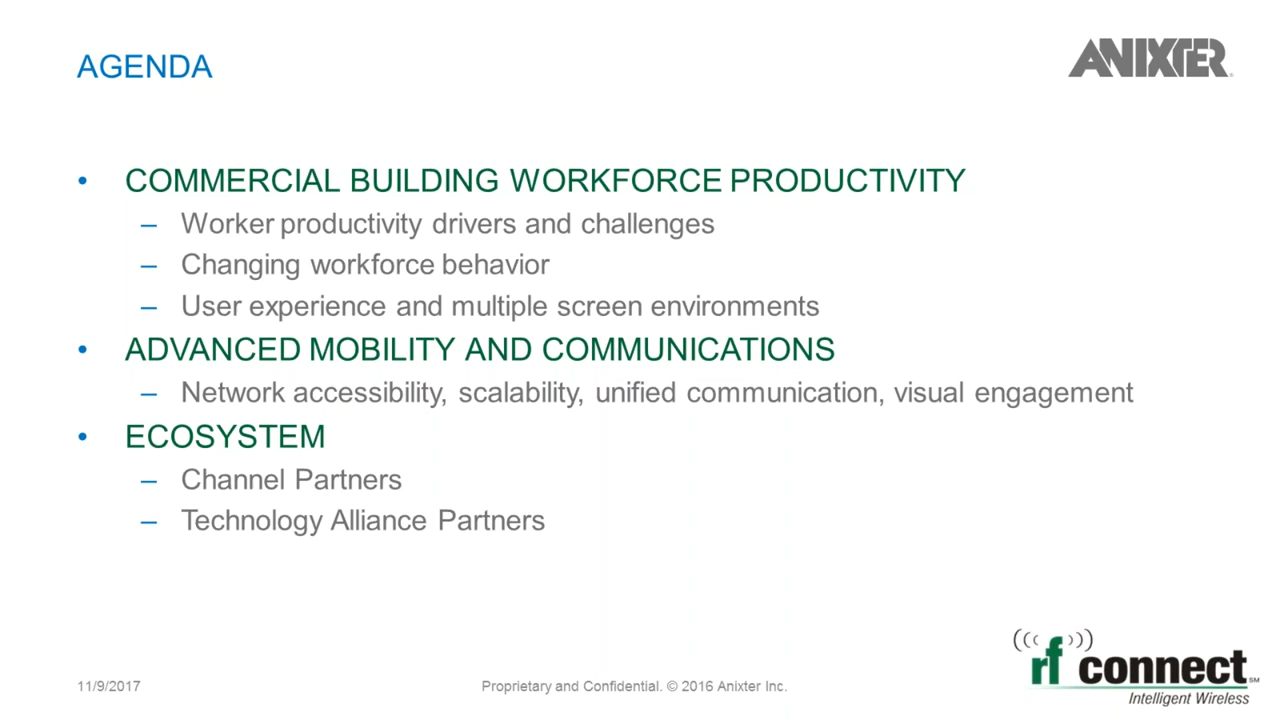 AGENDA
ANIXTER
• COMMERCIAL BUILDING WORKFORCE PRODUCTIVITY
– Worker productivity drivers and challenges
– Changing workforce behavior
– User experience and multiple screen environments
• ADVANCED MOBILITY AND COMMUNICATIONS
– Network accessibility, scalability, unified communication, visual engagement
• ECOSYSTEM
– Channel Partners
– Technology Alliance Partners
11/9/2017
Proprietary and Confidential. © 2016 Anixter Inc.
rf connect SM
Intelligent Wireless